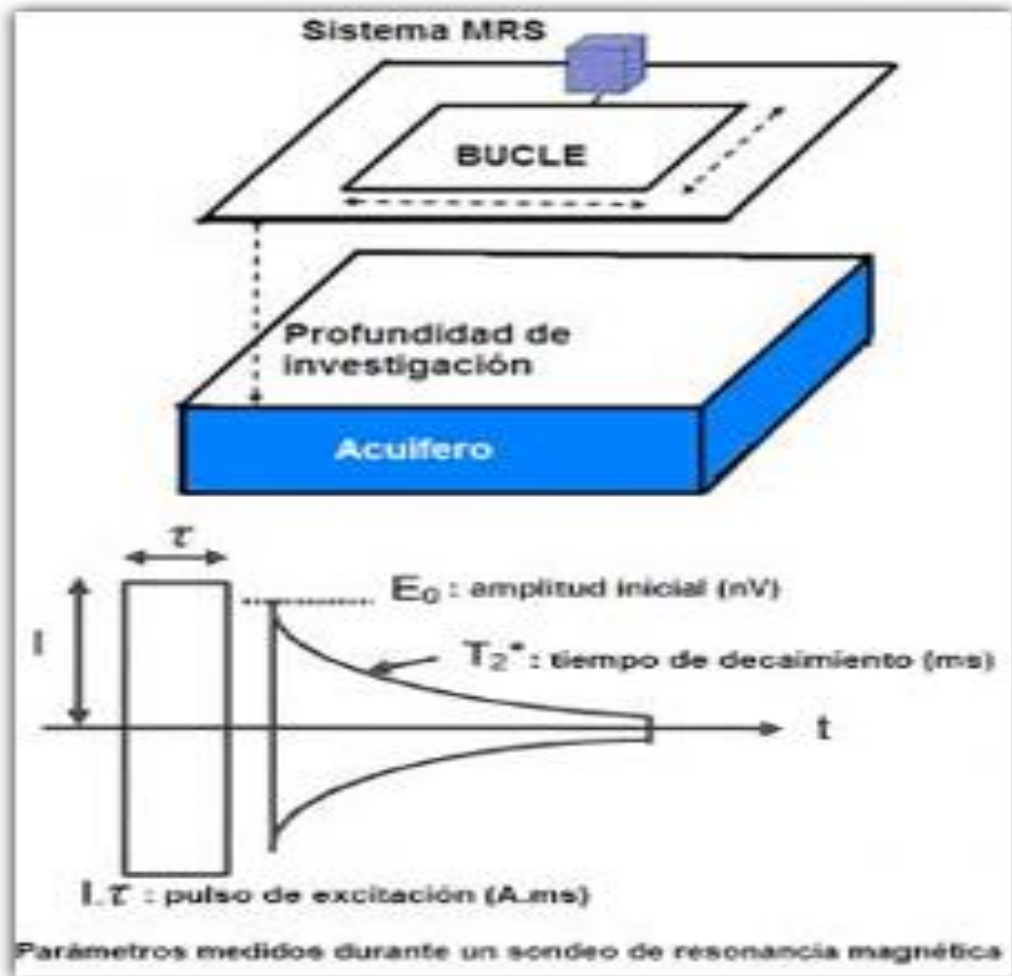 Sistema MRS
BUCLE
Profundidad de
investigación
Acuífero
τ
E₀ : amplitud inicial (nV)
I
T₂* : tiempo de decaimiento (ms)
t
I.τ : pulso de excitación (A.ms)
Parámetros medidos durante un sondeo de resonancia magnética